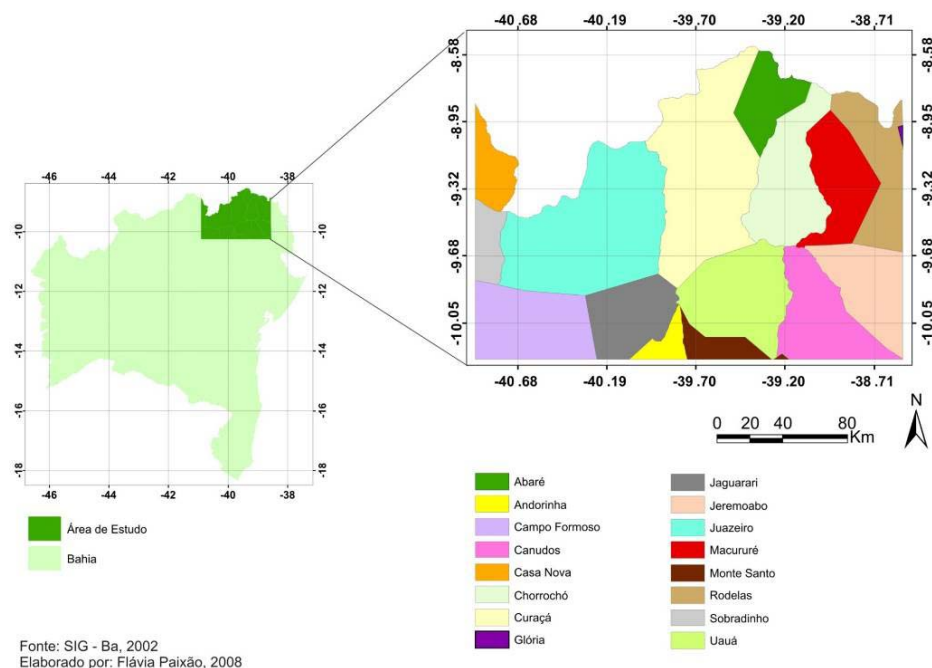 -40.68 -40.19 -39.70 -39.20 -38.71
-8.58 -8.58
-8.95 -8.95
-9.32 -9.32
-9.68 -9.68
-10.05 -10.05
-40.68 -40.19 -39.70 -39.20 -38.71
-46 -44 -42 -40 -38
-10 -10
-12 -12
-14 -14
-16 -16
-18 -18
-46 -44 -42 -40 -38
N
0 20 40 80
Km
Área de Estudo
Bahia
Abaré
Andorinha
Campo Formoso
Canudos
Casa Nova
Chorrochó
Curaçá
Glória
Jaguarari
Jeremoabo
Juazeiro
Macururé
Monte Santo
Rodelas
Sobradinho
Uauá
Fonte: SIG - Ba, 2002
Elaborado por: Flávia Paixão, 2008